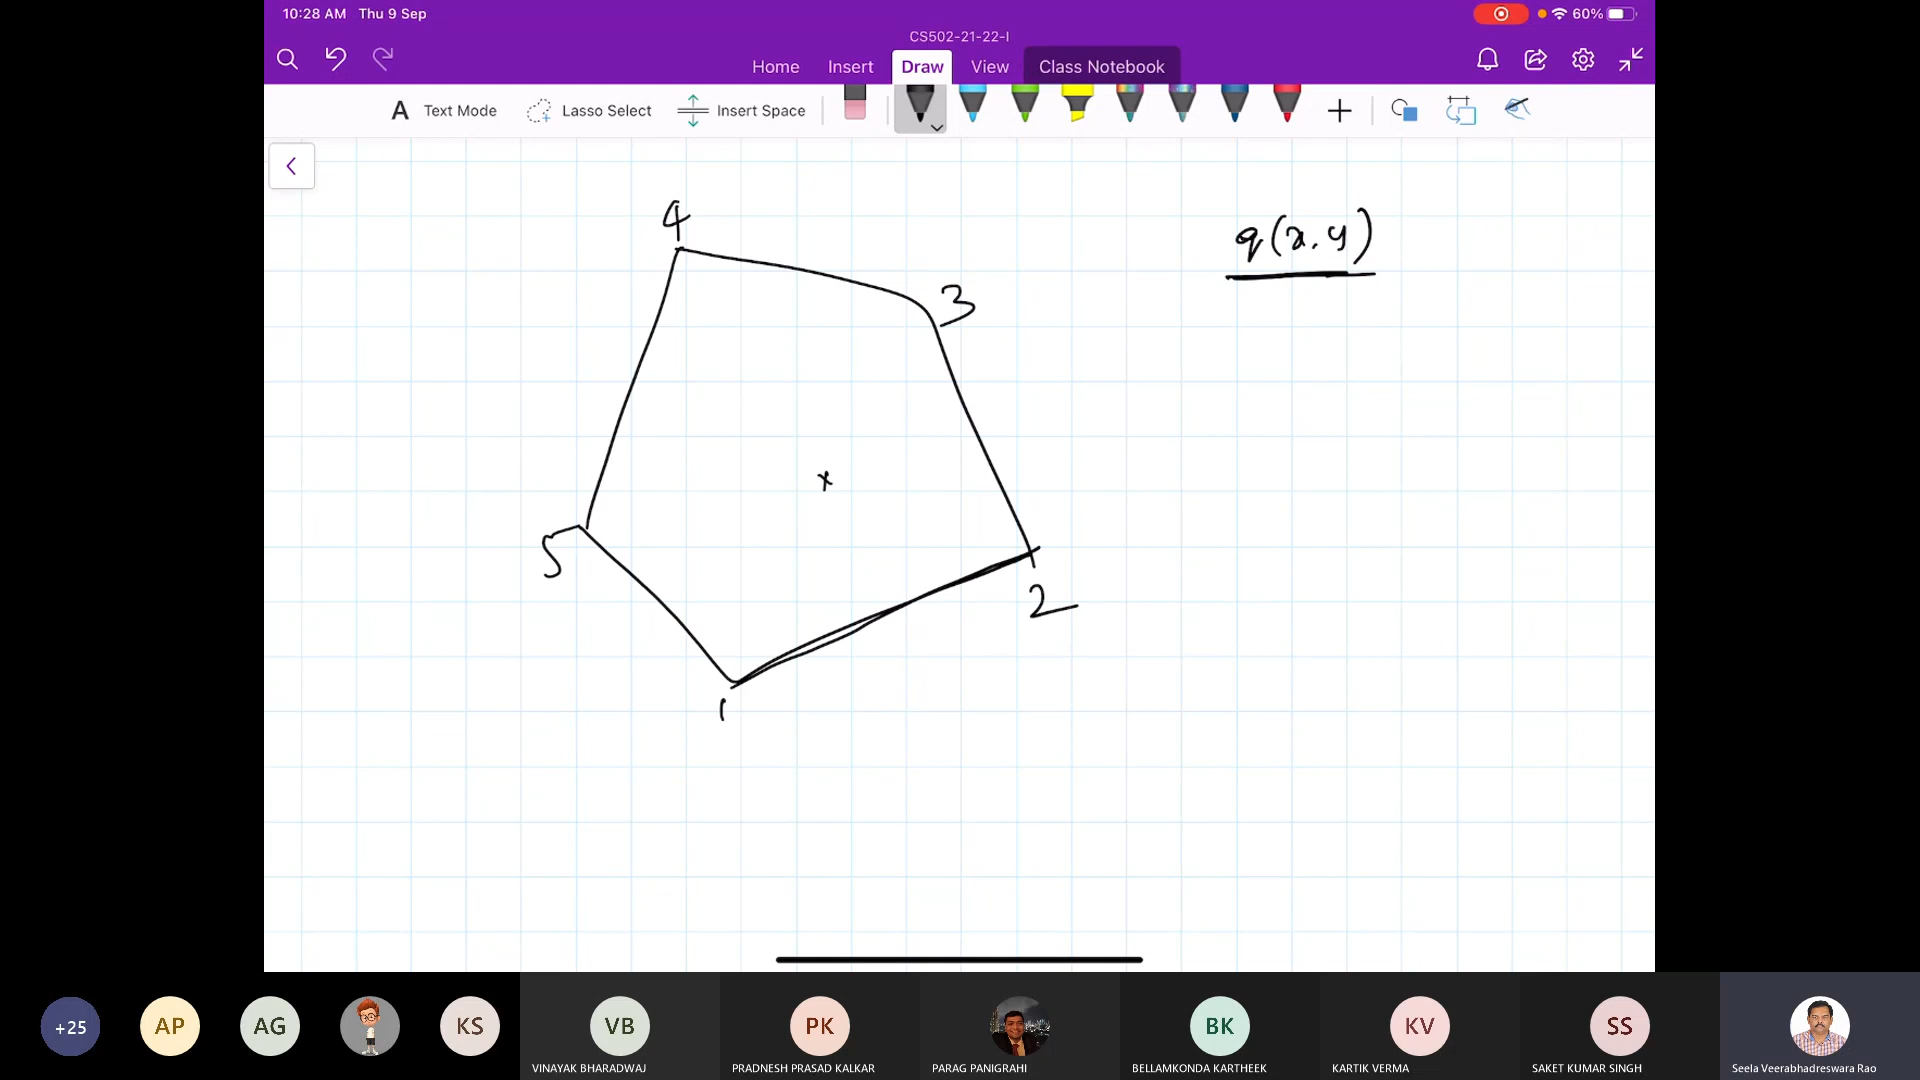 10:28 AM Thu 9 Sep
60%
CS502-21-22-I
Home Insert Draw View Class Notebook
A Text Mode Lasso Select Insert Space
4
q(x,y)
3
x
5
2
1
+25 AP AG KS VB PK BK KV SS
VINAYAK BHARADWAJ PRADNESH PRASAD KALKAR PARAG PANIGRAHI BELLAMKONDA KARTHEEK KARTIK VERMA SAKET KUMAR SINGH Seela Veerabhadreswara Rao